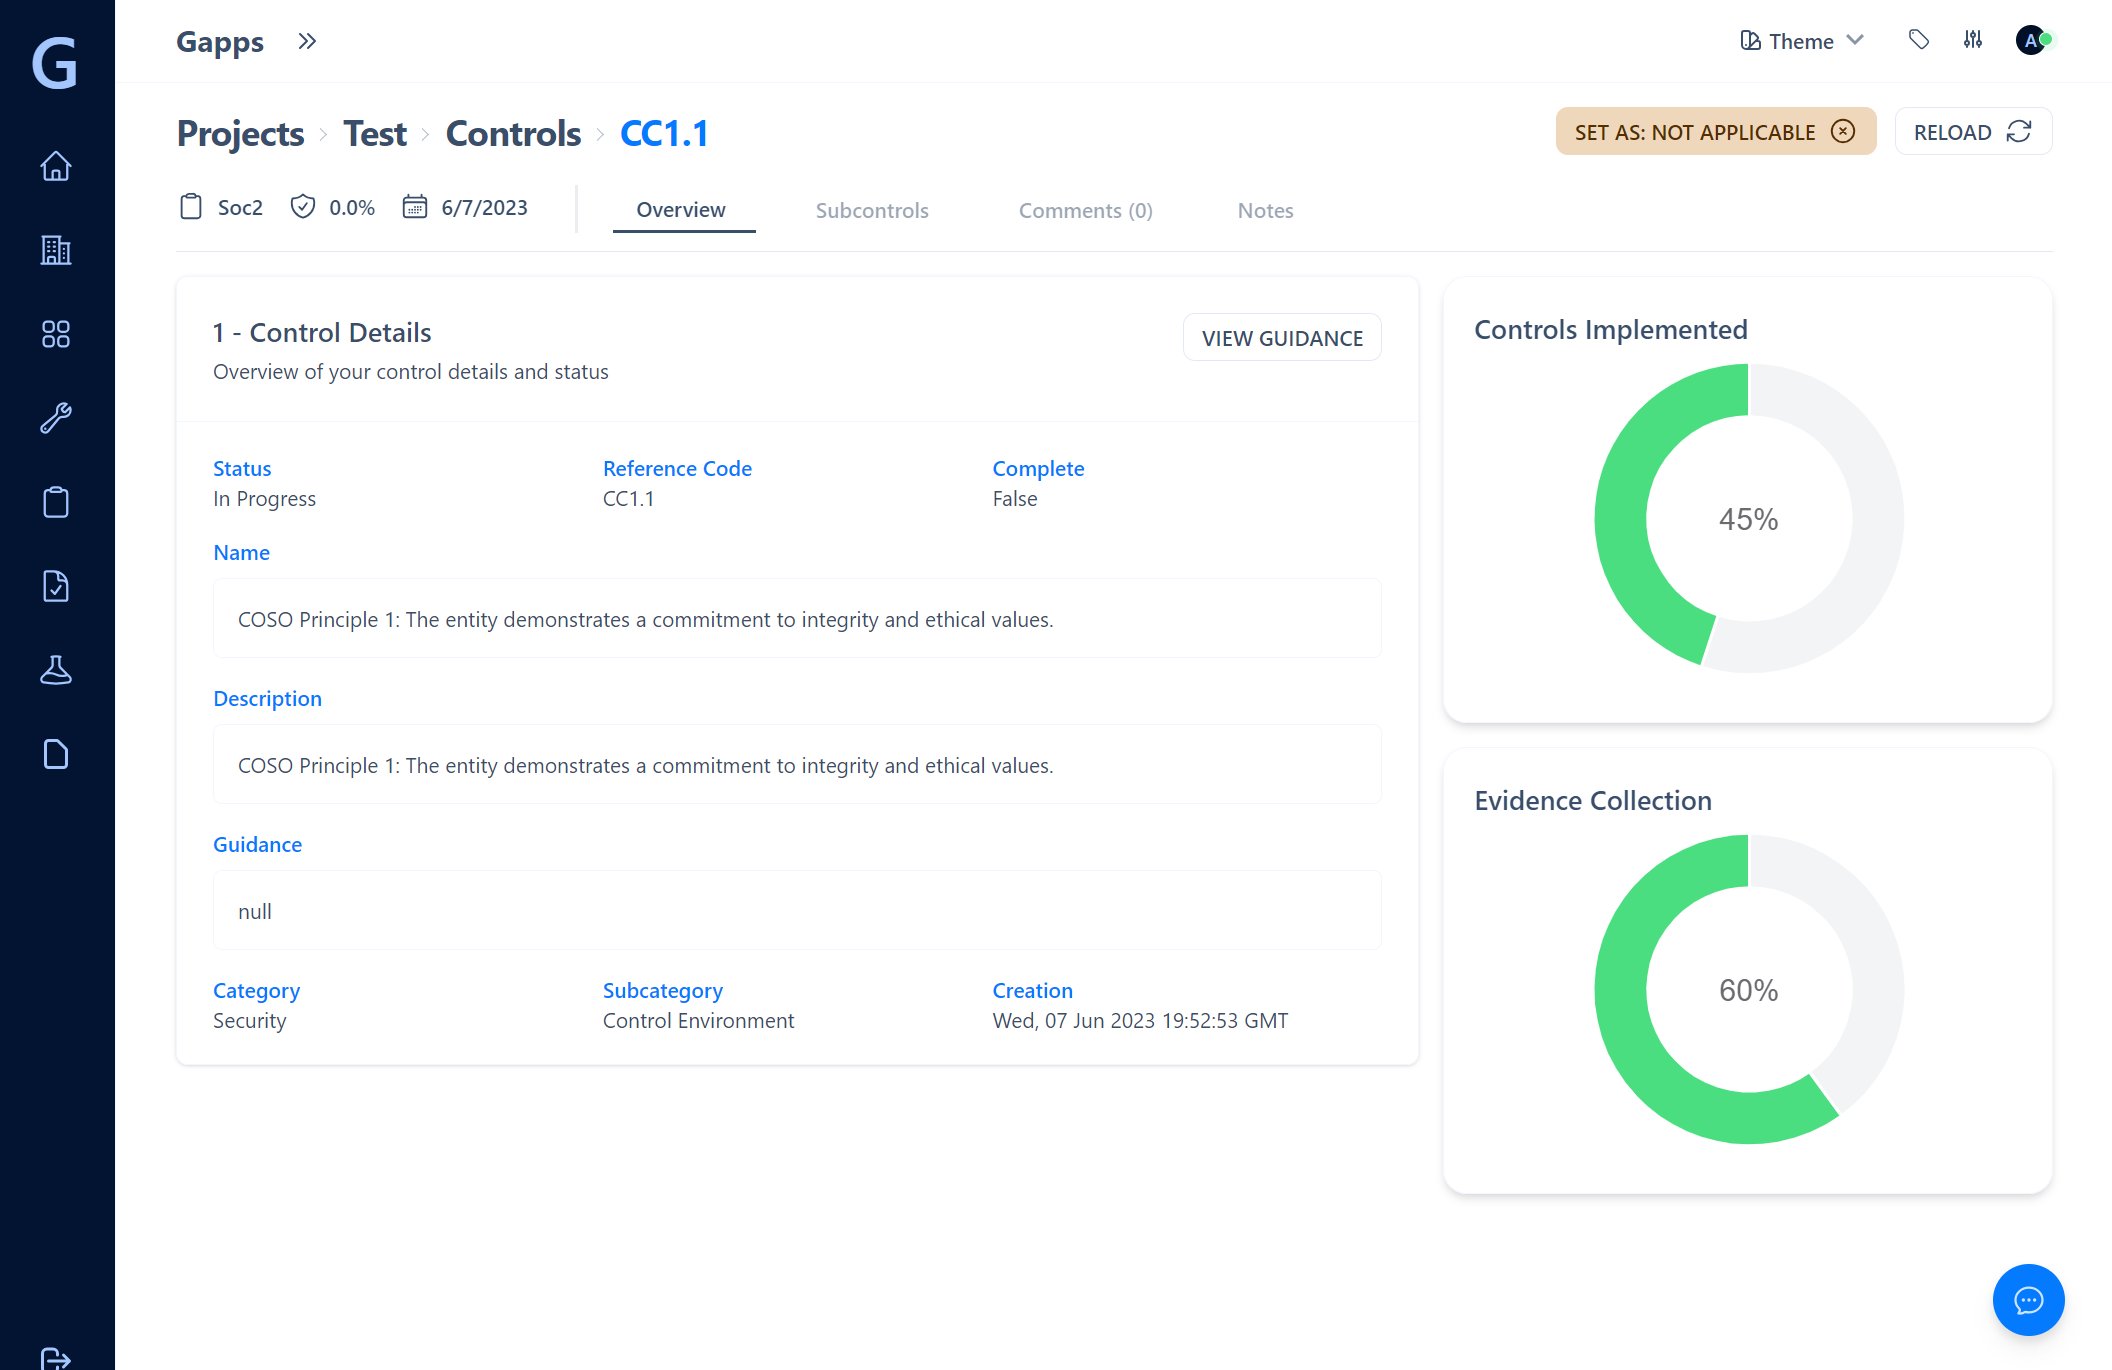 G
Gapps
Theme
A
Projects > Test > Controls > CC1.1
SET AS: NOT APPLICABLE
RELOAD
Soc2
0.0%
6/7/2023
Overview
Subcontrols
Comments (0)
Notes
1 - Control Details
Overview of your control details and status
VIEW GUIDANCE
Status
In Progress
Reference Code
CC1.1
Complete
False
Name
COSO Principle 1: The entity demonstrates a commitment to integrity and ethical values.
Description
COSO Principle 1: The entity demonstrates a commitment to integrity and ethical values.
Guidance
null
Category
Security
Subcategory
Control Environment
Creation
Wed, 07 Jun 2023 19:52:53 GMT
Controls Implemented
45%
Evidence Collection
60%